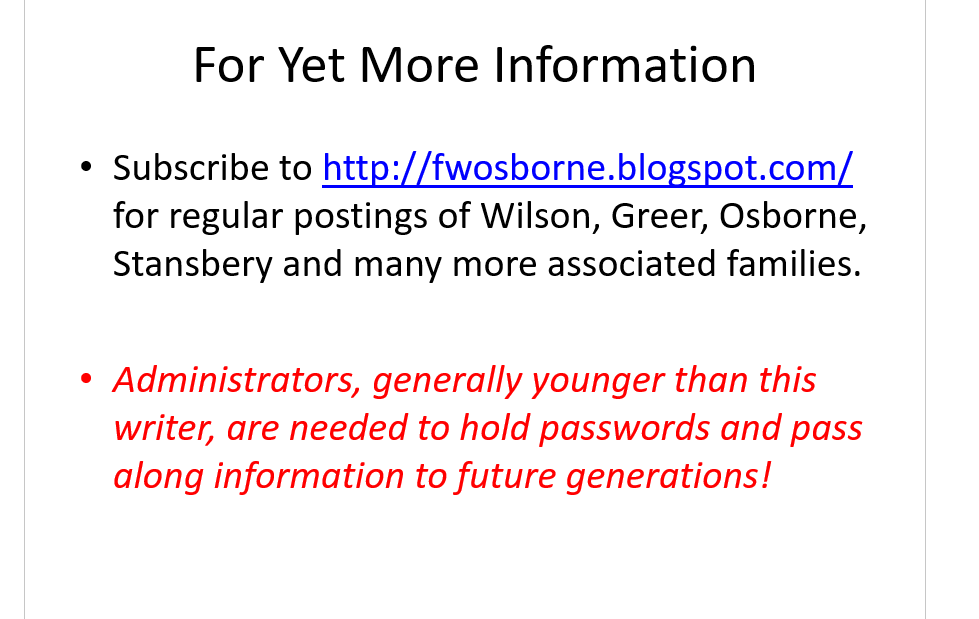 For Yet More Information
• Subscribe to http://fwosborne.blogspot.com/
for regular postings of Wilson, Greer, Osborne,
Stansbery and many more associated families.
• Administrators, generally younger than this
writer, are needed to hold passwords and pass
along information to future generations!